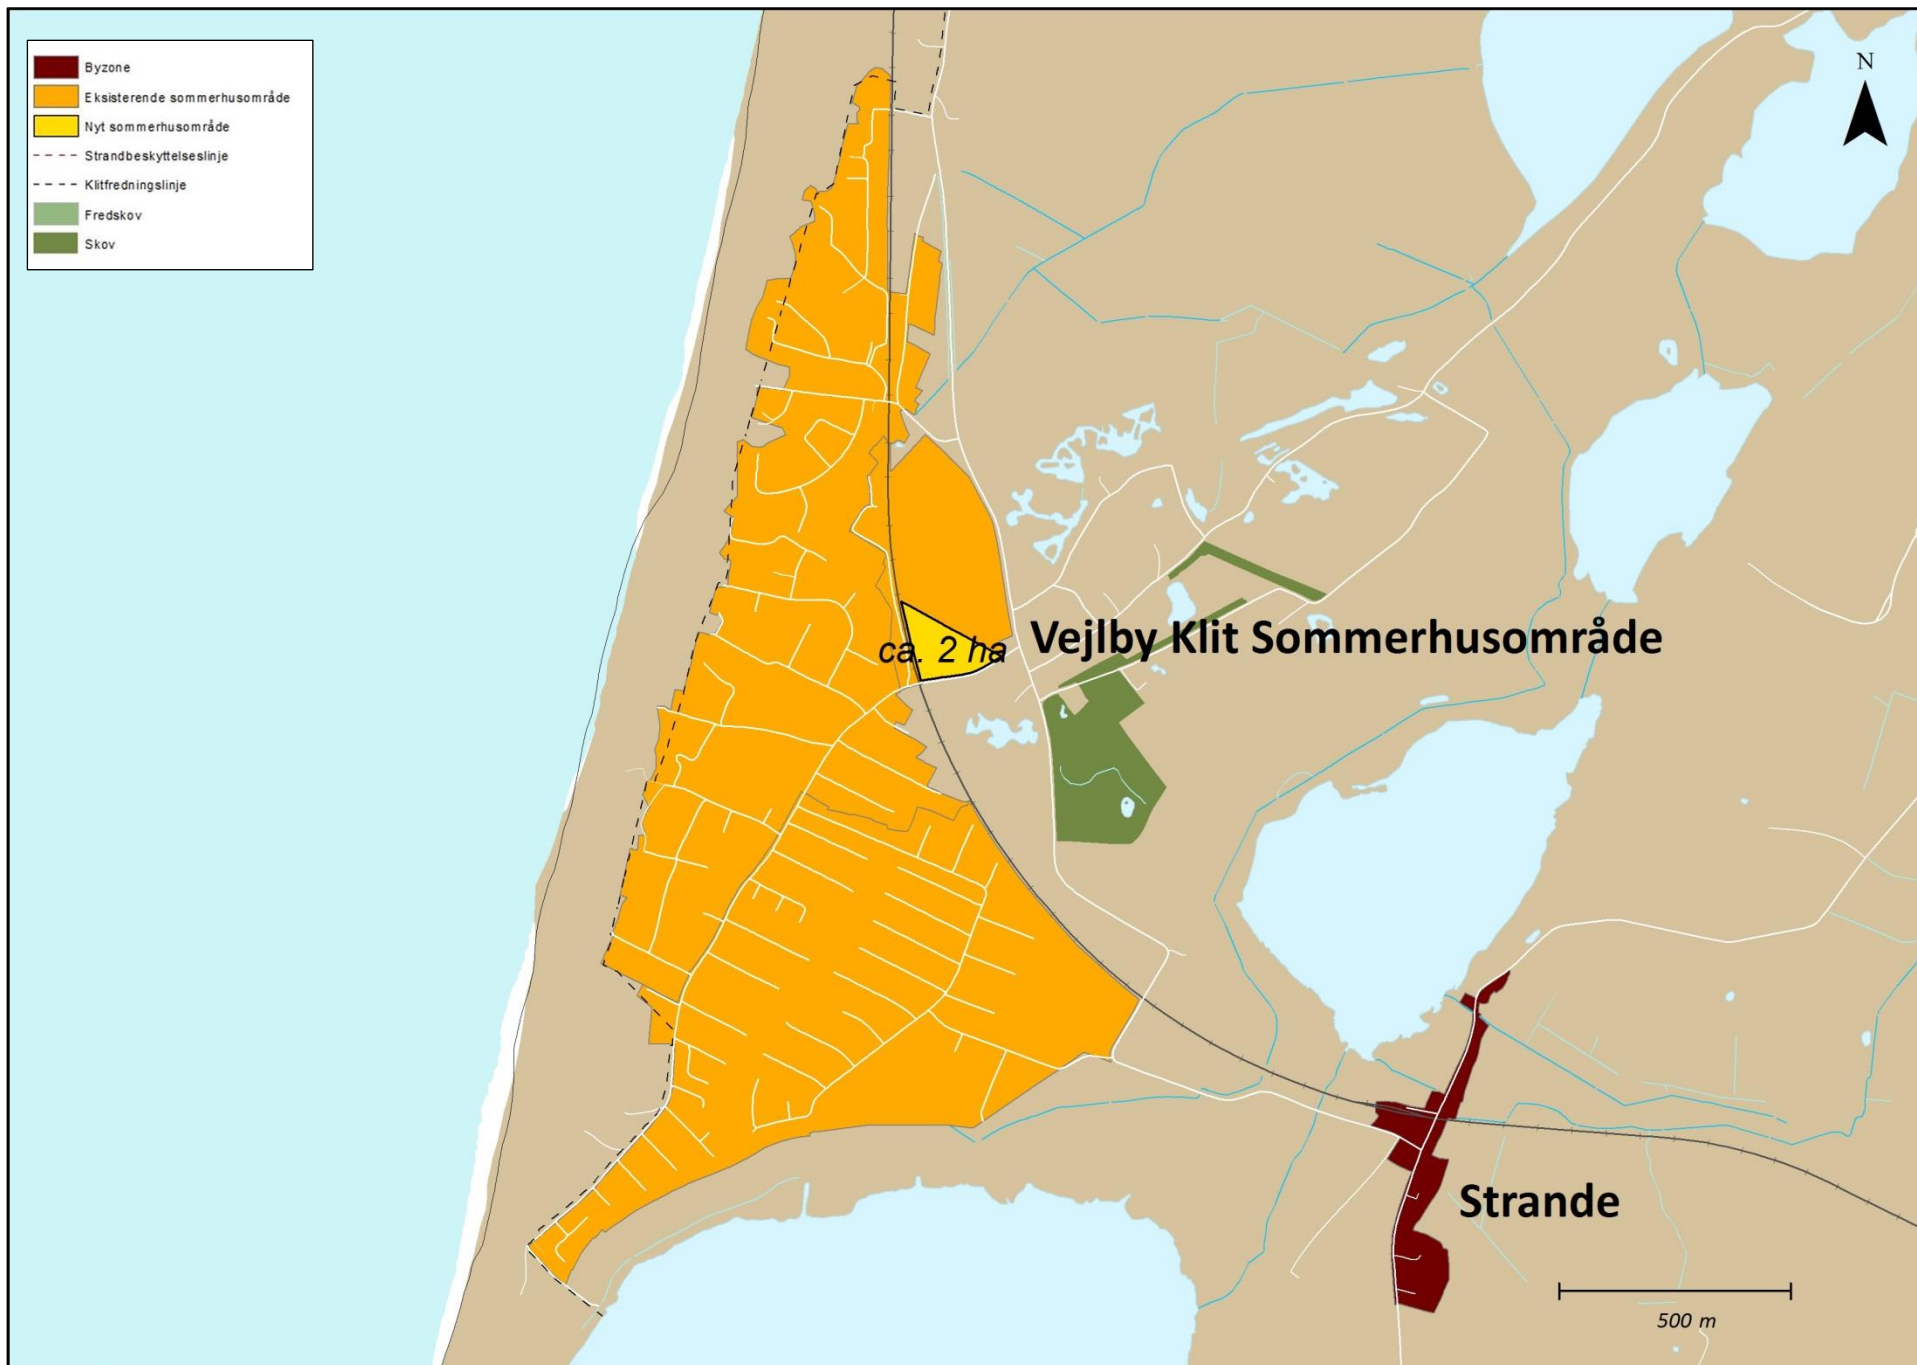 Byzone
Eksisterende sommerhusområde
Nyt sommerhusområde
Strandbeskyttelseslinje
Klitfredningslinje
Fredskov
Skov
N
ca. 2 ha
Vejlby Klit Sommerhusområde
Strande
500 m